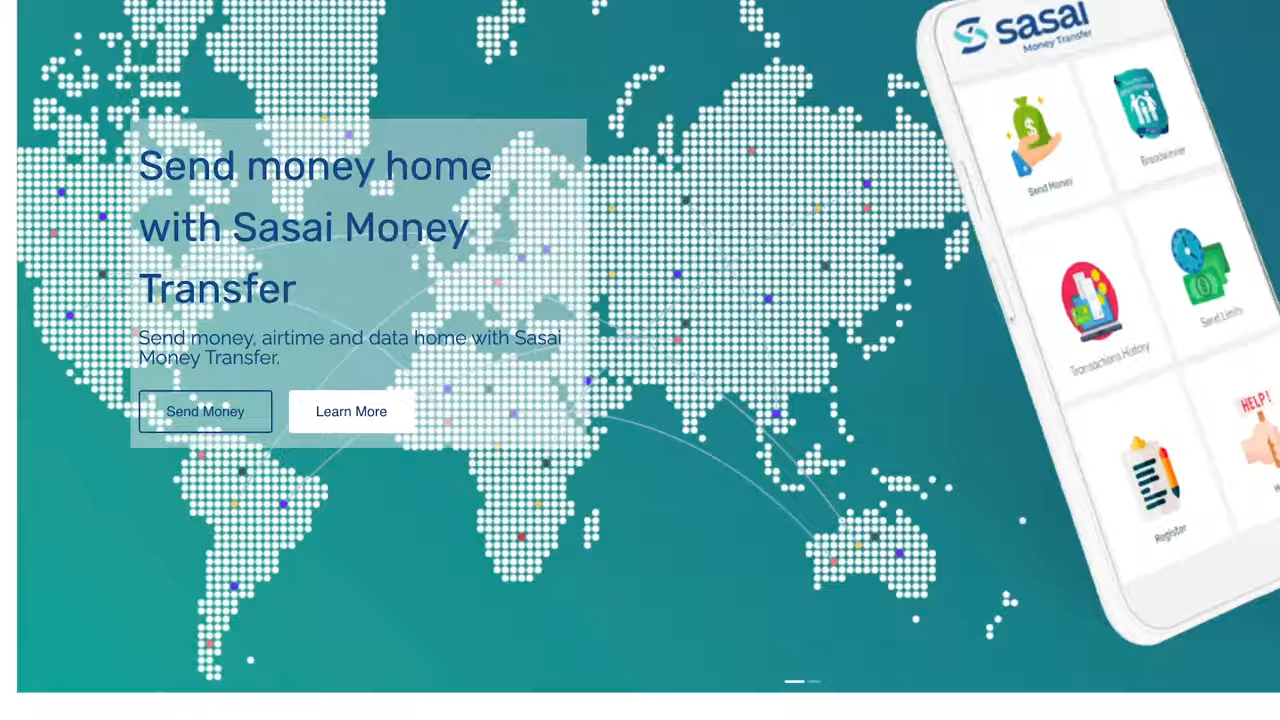 Send money home
with Sasai Money
Transfer
Send money, airtime and data home with Sasai
Money Transfer.
Send Money
Learn More
sasai
Money Transfer
Send Money
Breadwinner
Transactions History
Send Limits
HELP!
Register